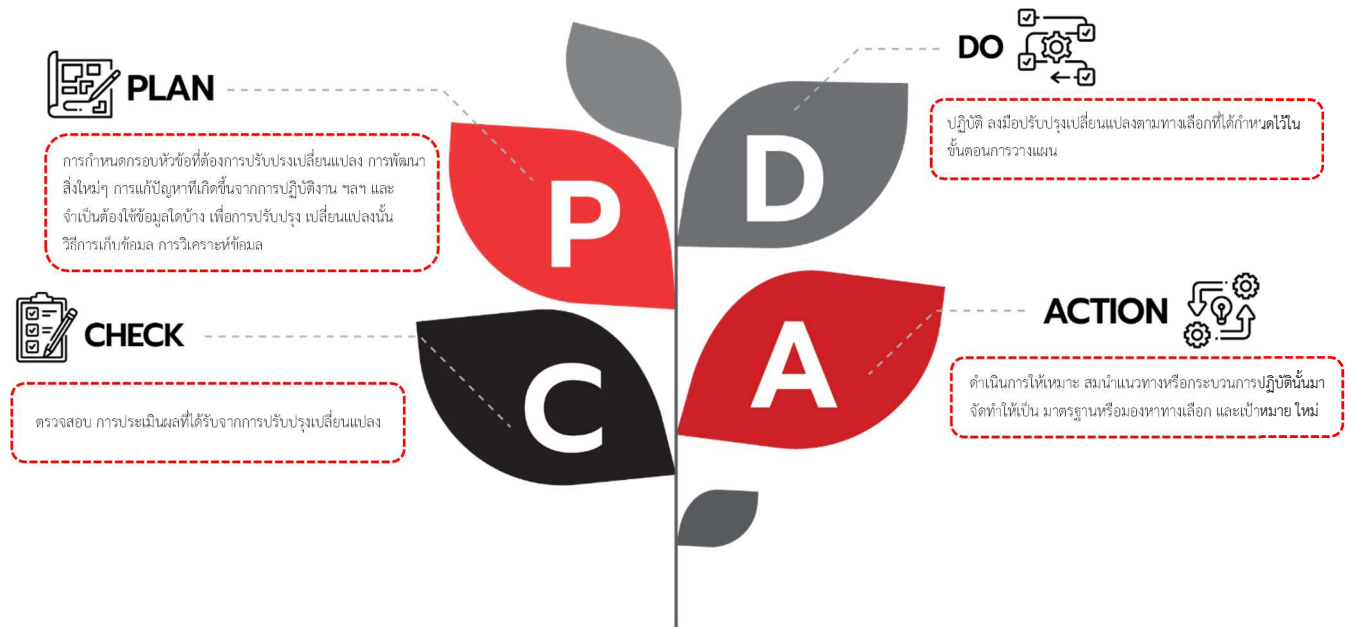 PLAN
การกำหนดกรอบหัวข้อที่ต้องการปรับปรงเปลี่ยนแปลง การพัฒนา
สิ่งใหม่ๆ การแก้ปัญหาทีเกิดขึ้นจากการปฏิบัติงาน ฯลฯ และ
จำเป็นต้องใช้ข้อมูลใดบ้าง เพื่อการปรับปรุง เปลี่ยนแปลงนั้น
วิธีการเก็บข้อมล การวิเคราะห์ข้อมล
P
DO
ปฏิบัติ ลงมือปรับปรุงเปลี่ยนแปลงตามทางเลือกที่ได้กำหนดไว้ใน
ขั้นตอนการวางแผน
D
CHECK
ตรวจสอบ การประเมินผลที่ได้รับจากการปรับปรุงเปลี่ยนแปลง
C
ACTION
ดำเนินการให้เหมาะ สมนำแนวทางหรือกระบวนการปฏิบัตินั้นมา
จัดทำให้เป็น มาตรฐานหรือมองหาทางเลือก และเป้าหมาย ใหม่
A